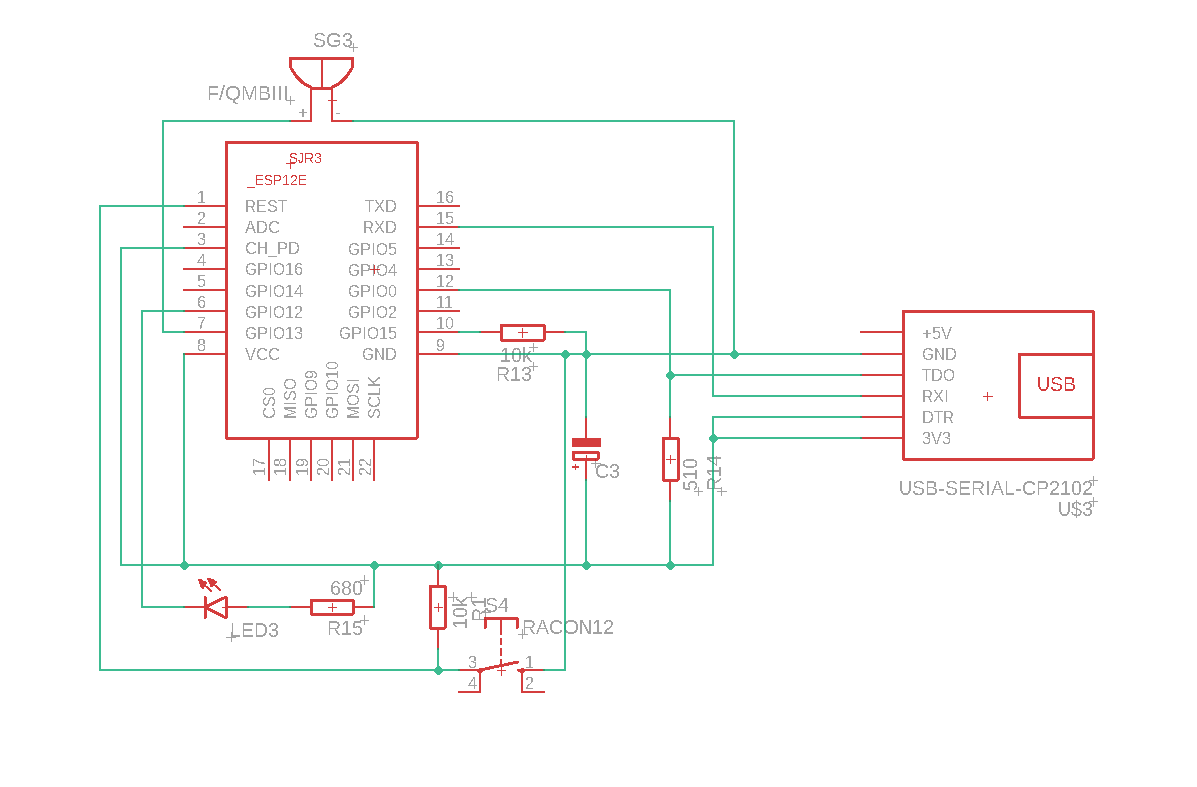 SG3
F/QMBIII
+ -
SJR3
_ESP12E
1 REST TXD 16
2 ADC RXD 15
3 CH_PD GPIO5 14
4 GPIO16 GPIO4 13
5 GPIO14 GPIO0 12
6 GPIO12 GPIO2 11
7 GPIO13 GPIO15 10
8 VCC GND 9
CS0 MISO GPIO9 GPIO10 MOSI SCLK
17 18 19 20 21 22
10k
R13
C3
510
R14
+5V
GND
TDO
RXI
DTR
3V3
USB
USB-SERIAL-CP2102
U$3
680
R15
LED3
10k
R1
S4
RACON12
3 1
4 2